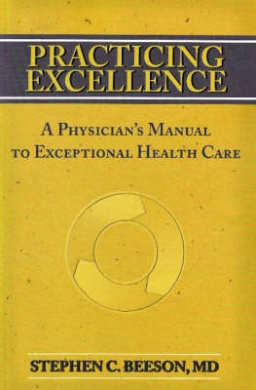 PRACTICING
EXCELLENCE
A PHYSICIAN'S MANUAL
TO EXCEPTIONAL HEALTH CARE
STEPHEN C. BEESON, MD